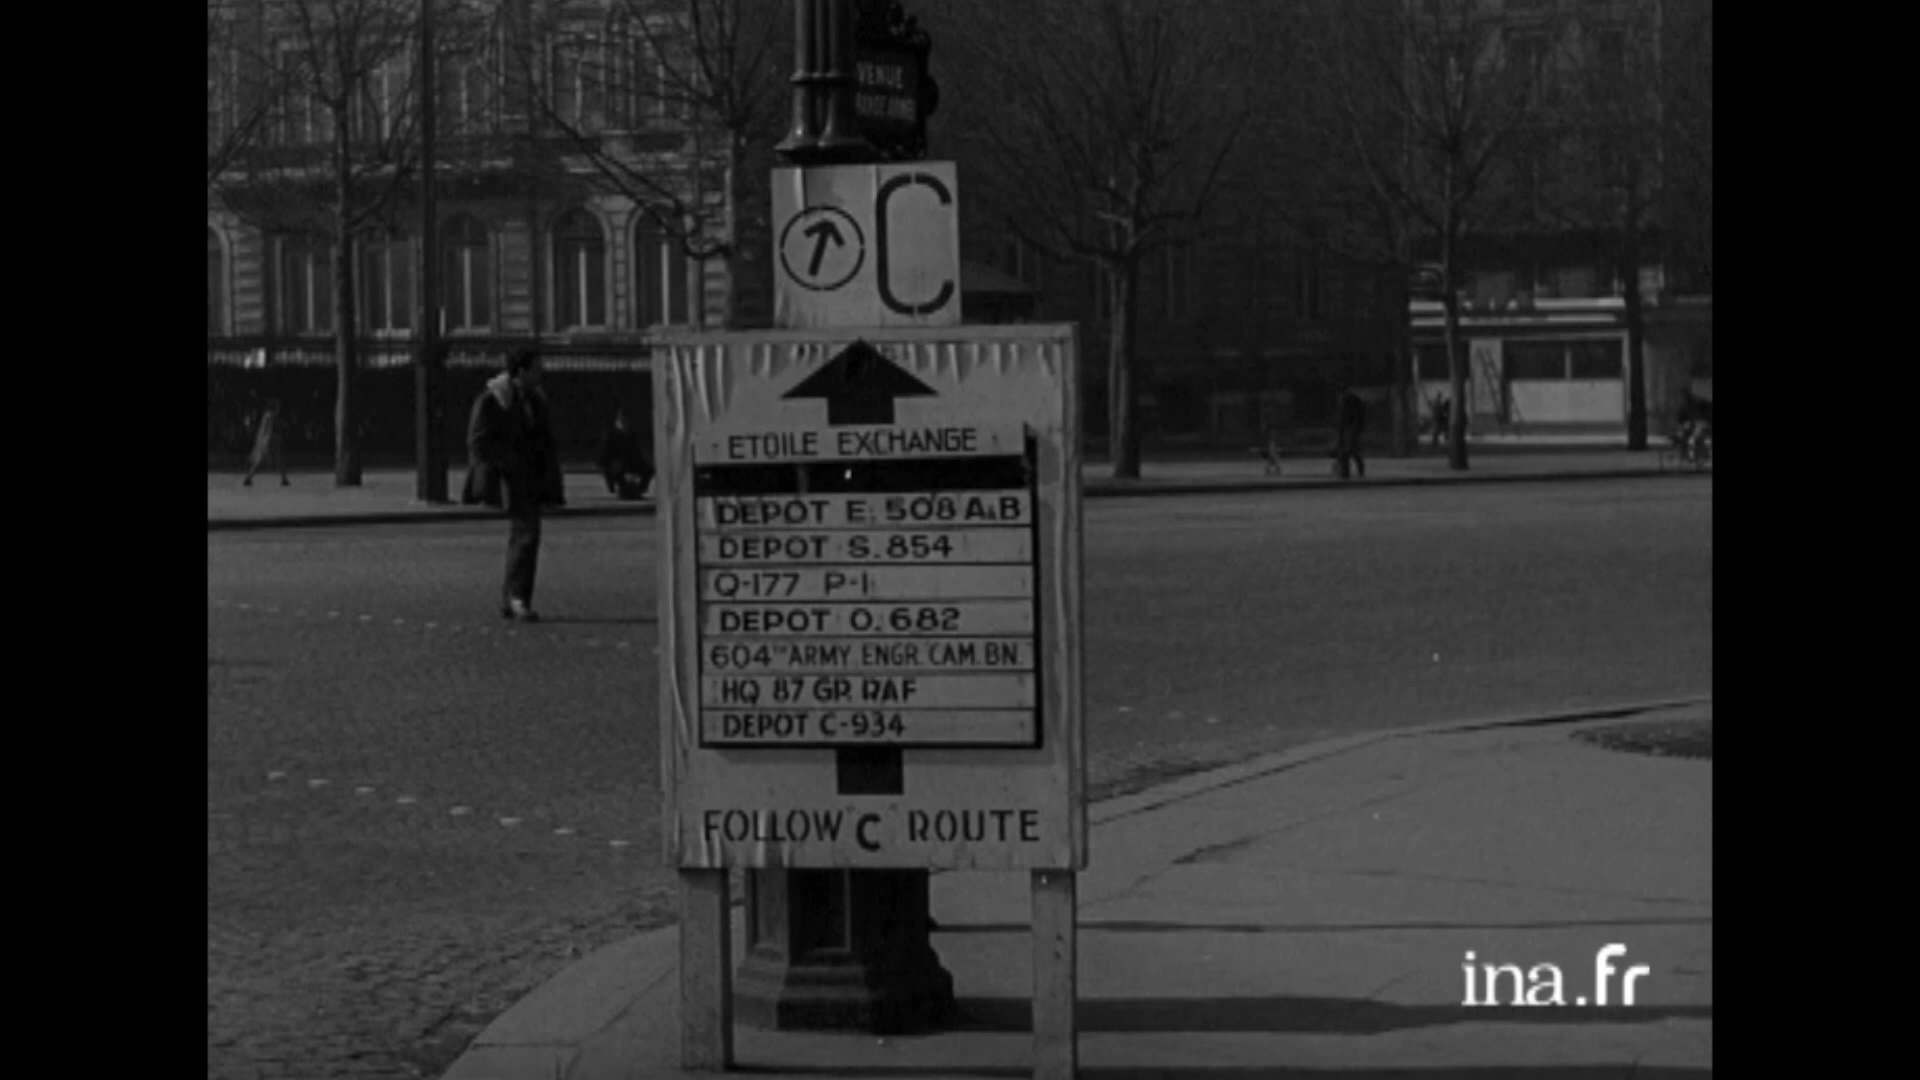 VENUE
C
ETOILE EXCHANGE
DEPOT E. 508 A&B
DEPOT S. 854
Q-177 P-1
DEPOT O. 682
604TH ARMY ENGR. CAM. BN.
HQ 87 GP. RAF
DEPOT C-934
FOLLOW "C" ROUTE
ina.fr